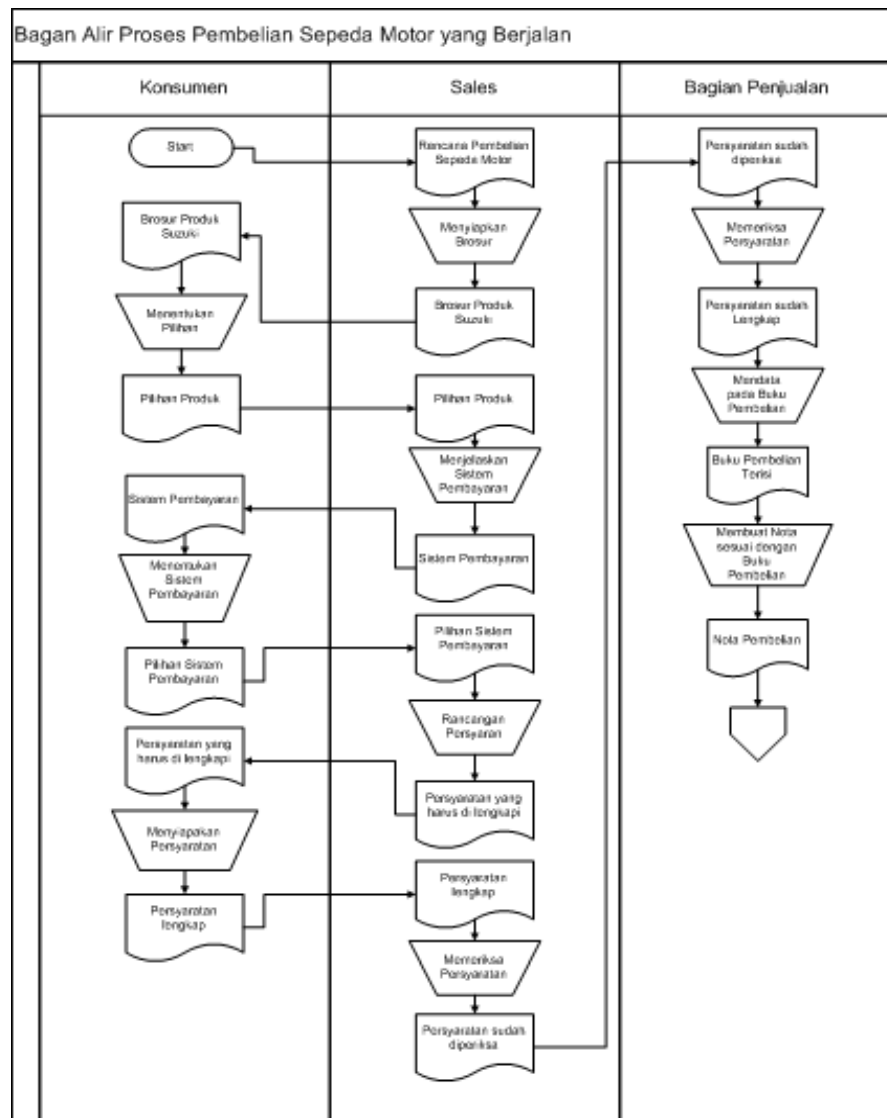 Bagan Alir Proses Pembelian Sepeda Motor yang Berjalan
Konsumen
Sales
Bagian Penjualan
Start
Brosur Produk
Suzuki
Menentukan
Pilihan
Pilihan Produk
Sistem Pembayaran
Menentukan
Sistem
Pembayaran
Pilihan Sistem
Pembayaran
Persyaratan yang
harus di lengkapi
Menyiapakan
Persyaratan
Persyaratan
lengkap
Rencana Pembelian
Sepeda Motor
Menyiapkan
Brosur
Brosur Produk
Suzuki
Pilihan Produk
Menjelaskan
Sistem
Pembayaran
Sistem Pembayaran
Pilihan Sistem
Pembayaran
Rancangan
Persyaran
Persyaratan yang
harus di lengkapi
Persyaratan
lengkap
Memeriksa
Persyaratan
Persyaratan sudah
diperiksa
Persyaratan sudah
diperiksa
Memeriksa
Persyaratan
Persyaratan sudah
Lengkap
Mendata
pada Buku
Pembelian
Buku Pembelian
Terisi
Membuat Nota
sesuai dengan
Buku
Pembelian
Nota Pembelian